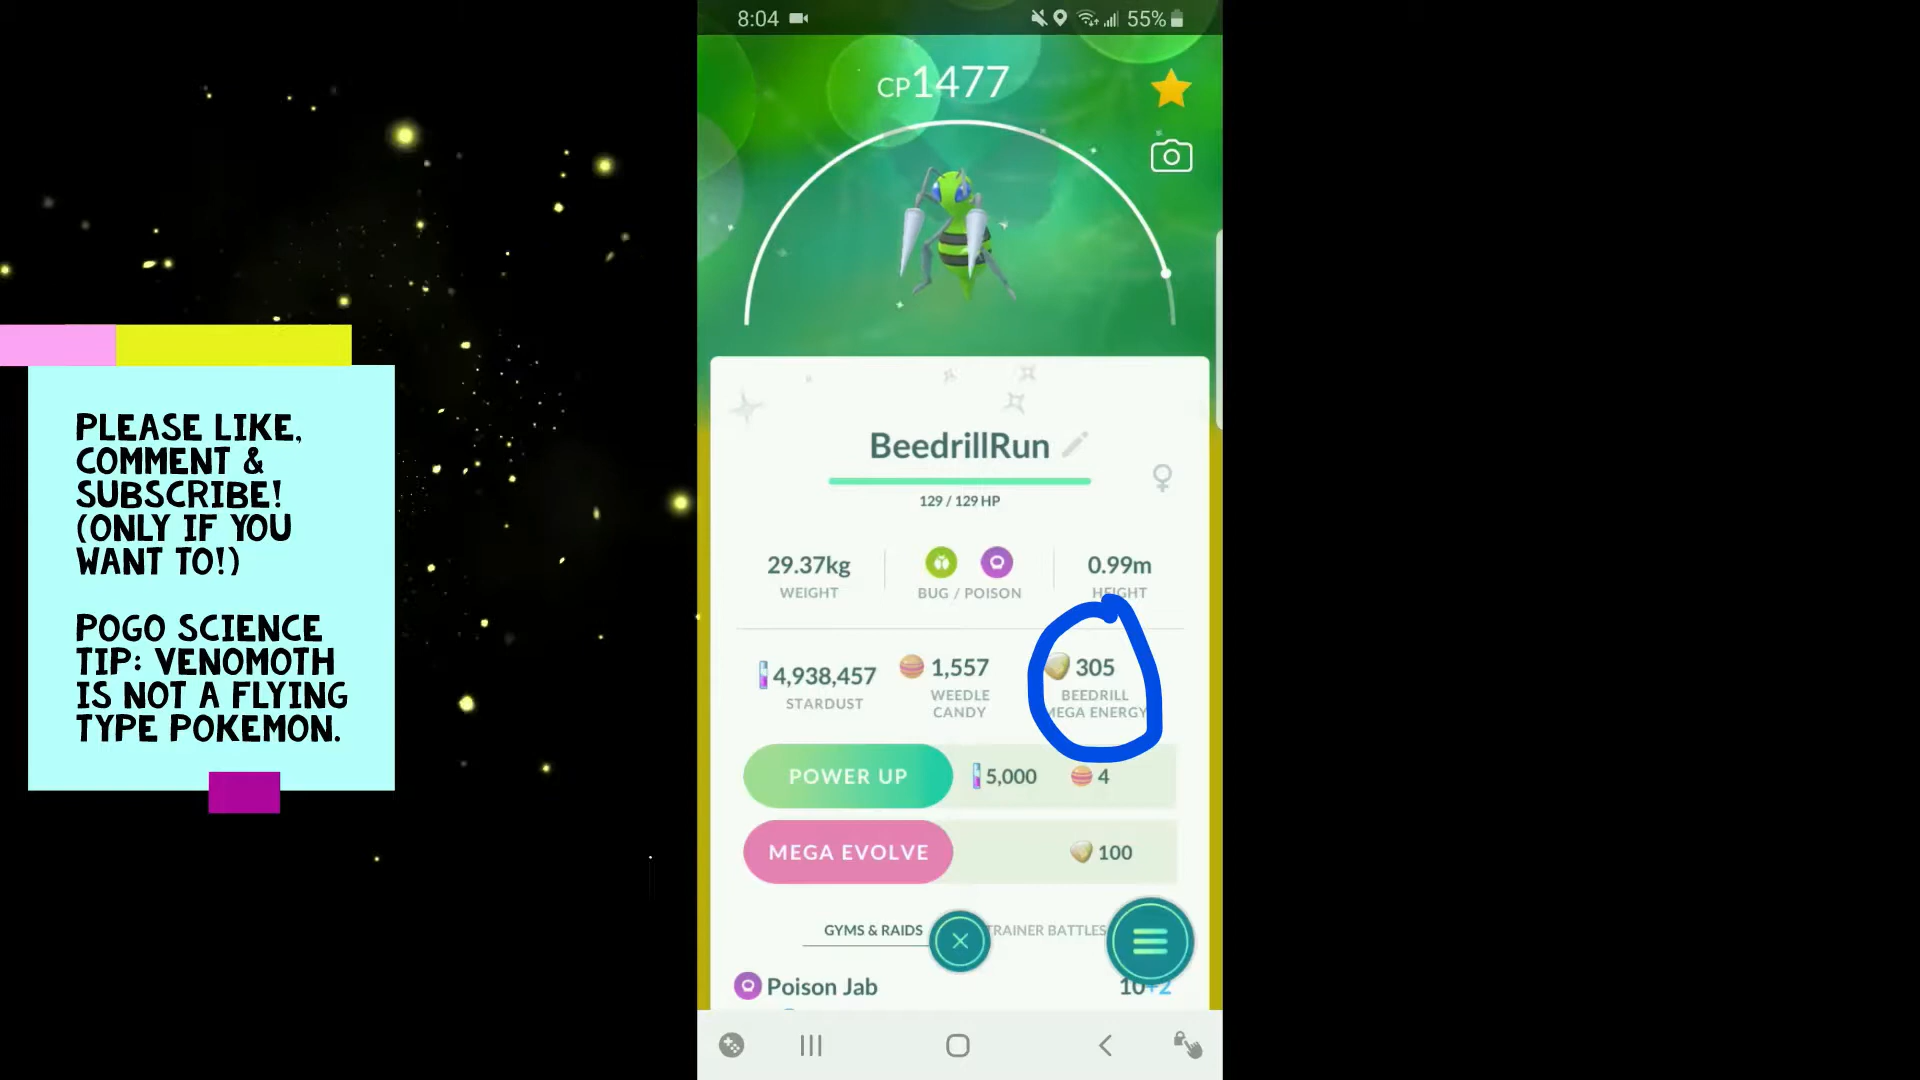 8:04
55%
CP1477
BeedrillRun
129 / 129 HP
29.37kg
WEIGHT
BUG / POISON
0.99m
HEIGHT
4,938,457
STARDUST
1,557
WEEDLE
CANDY
305
BEEDRILL
MEGA ENERGY
POWER UP
5,000
4
MEGA EVOLVE
100
GYMS & RAIDS
TRAINER BATTLES
Poison Jab
10+2
PLEASE LIKE,
COMMENT &
SUBSCRIBE!
(ONLY IF YOU
WANT TO!)
POGO SCIENCE
TIP: VENOMOTH
IS NOT A FLYING
TYPE POKEMON.